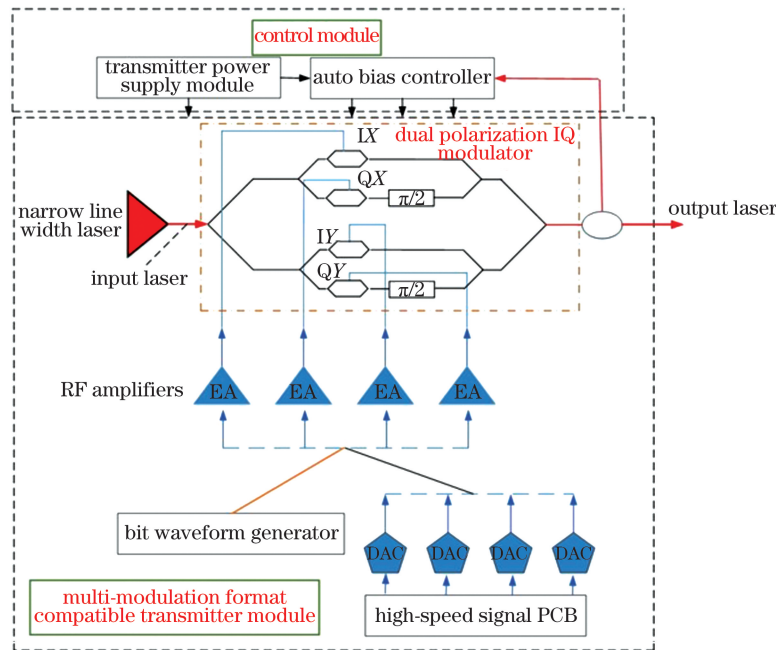 control module
transmitter power
supply module
auto bias controller
IX
dual polarization IQ
modulator
QX
π/2
narrow line
width laser
output laser
input laser
IY
QY
π/2
RF amplifiers
EA
EA
EA
EA
bit waveform generator
DAC
DAC
DAC
DAC
multi-modulation format
compatible transmitter module
high-speed signal PCB